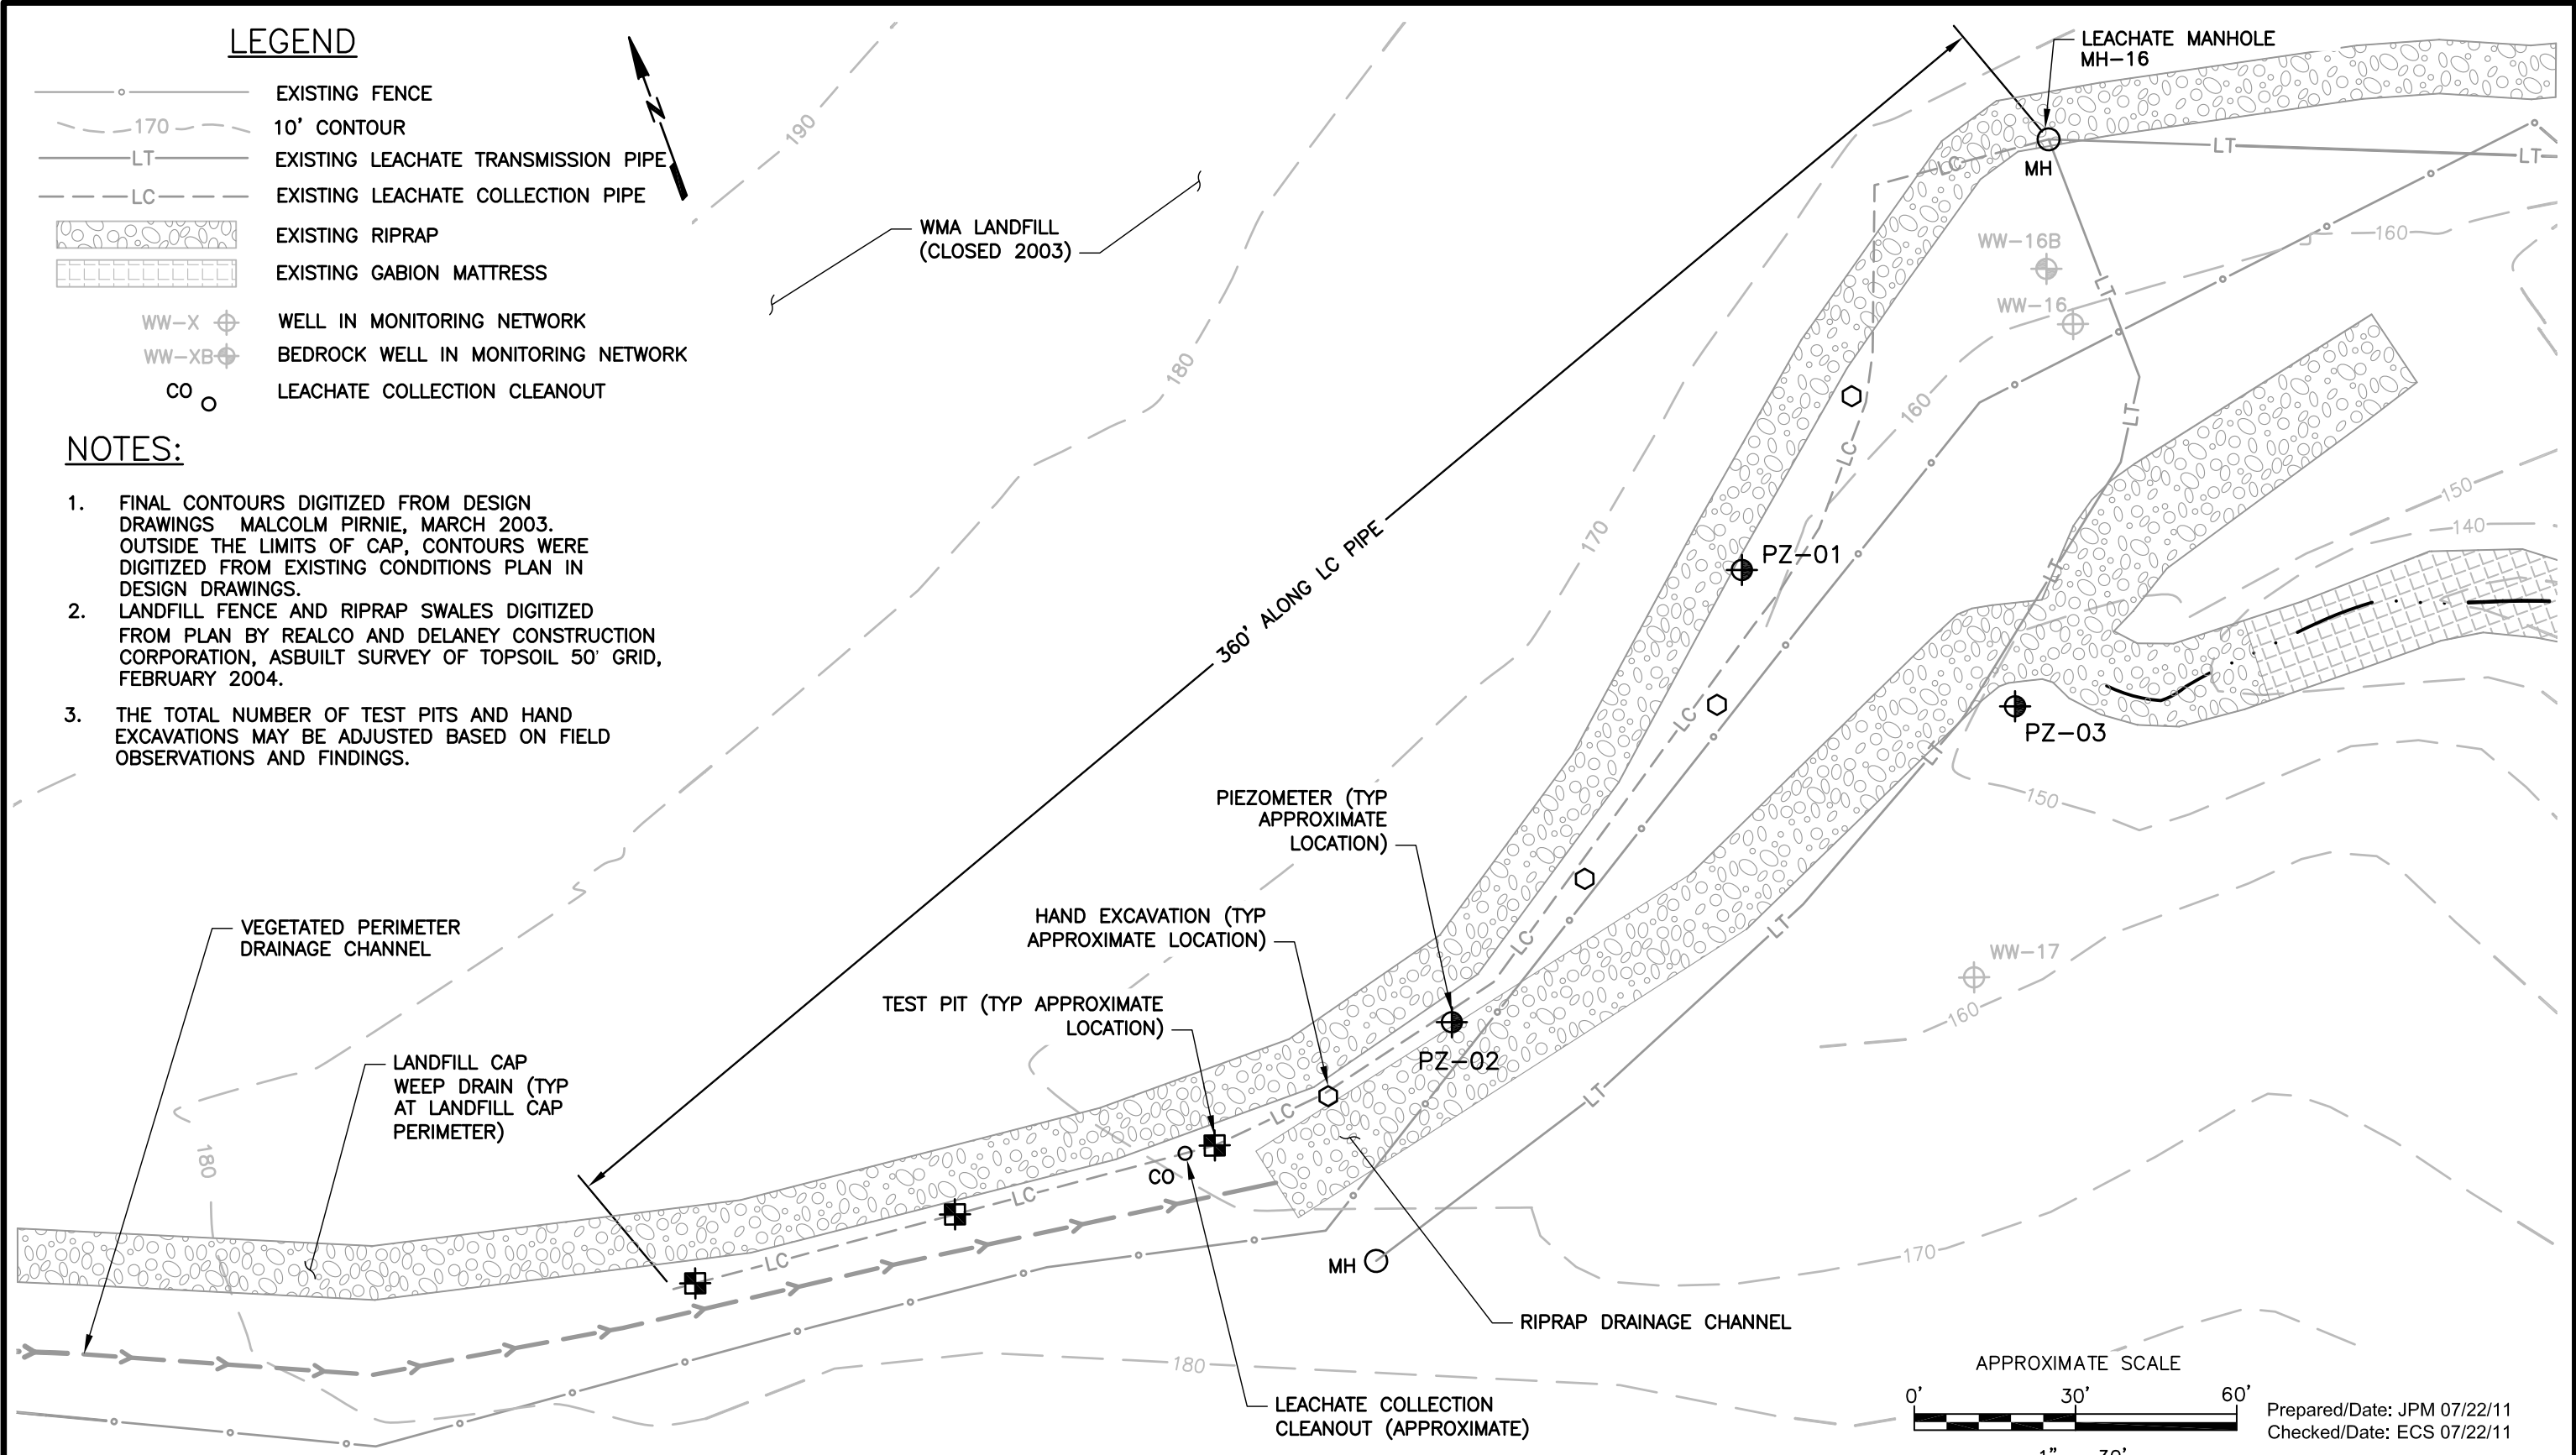 LEGEND
EXISTING FENCE
170
10' CONTOUR
LT
EXISTING LEACHATE TRANSMISSION PIPE
LC
EXISTING LEACHATE COLLECTION PIPE
EXISTING RIPRAP
EXISTING GABION MATTRESS
WW-X
WELL IN MONITORING NETWORK
WW-XB
BEDROCK WELL IN MONITORING NETWORK
CO
LEACHATE COLLECTION CLEANOUT
N
NOTES:
1. FINAL CONTOURS DIGITIZED FROM DESIGN
DRAWINGS MALCOLM PIRNIE, MARCH 2003.
OUTSIDE THE LIMITS OF CAP, CONTOURS WERE
DIGITIZED FROM EXISTING CONDITIONS PLAN IN
DESIGN DRAWINGS.
2. LANDFILL FENCE AND RIPRAP SWALES DIGITIZED
FROM PLAN BY REALCO AND DELANEY CONSTRUCTION
CORPORATION, ASBUILT SURVEY OF TOPSOIL 50' GRID,
FEBRUARY 2004.
3. THE TOTAL NUMBER OF TEST PITS AND HAND
EXCAVATIONS MAY BE ADJUSTED BASED ON FIELD
OBSERVATIONS AND FINDINGS.
190
WMA LANDFILL
(CLOSED 2003)
180
LEACHATE MANHOLE
MH-16
MH
LC
LT
LT
WW-16B
WW-16
160
LT
160
LT
LC
170
360' ALONG LC PIPE
PZ-01
150
140
LT
LC
PZ-03
LT
150
PIEZOMETER (TYP
APPROXIMATE
LOCATION)
HAND EXCAVATION (TYP
APPROXIMATE LOCATION)
LC
LT
WW-17
160
VEGETATED PERIMETER
DRAINAGE CHANNEL
TEST PIT (TYP APPROXIMATE
LOCATION)
PZ-02
LANDFILL CAP
WEEP DRAIN (TYP
AT LANDFILL CAP
PERIMETER)
180
LC
LT
CO
LC
LC
MH
170
RIPRAP DRAINAGE CHANNEL
180
LEACHATE COLLECTION
CLEANOUT (APPROXIMATE)
APPROXIMATE SCALE
0' 30' 60'
Prepared/Date: JPM 07/22/11
Checked/Date: ECS 07/22/11